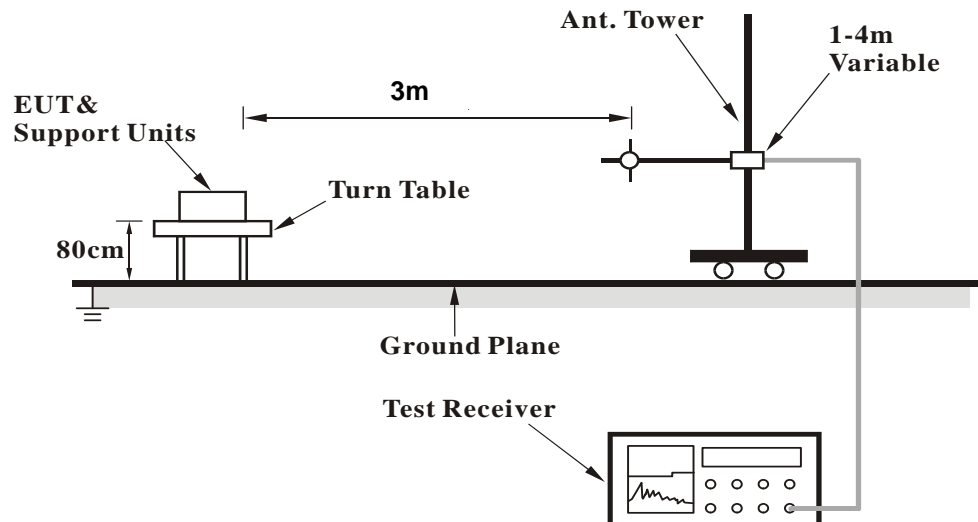 Ant. Tower
1-4m
Variable
3m
EUT&
Support Units
Turn Table
80cm
Ground Plane
Test Receiver